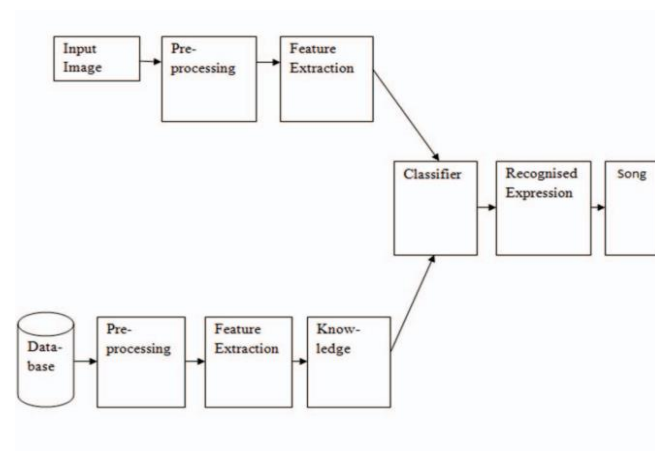 Input
Image
Pre-
processing
Feature
Extraction
Classifier
Recognised
Expression
Song
Data-
base
Pre-
processing
Feature
Extraction
Know-
ledge